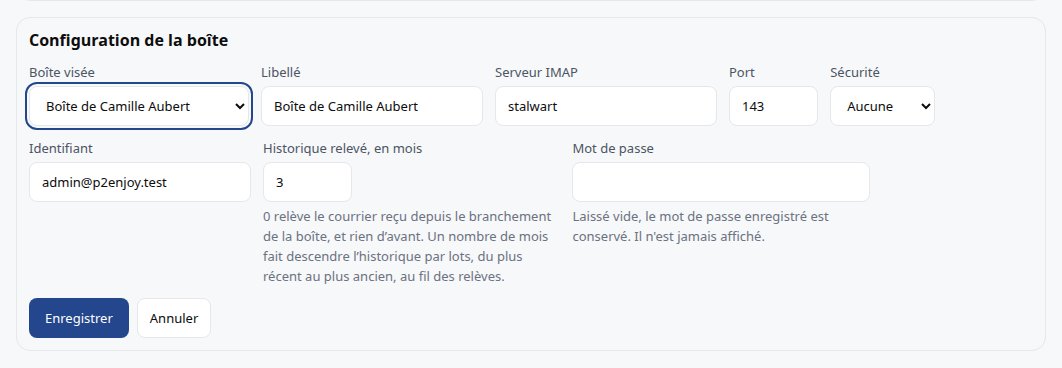 Configuration de la boîte
Boîte visée
Libellé
Serveur IMAP
Port
Sécurité
Boîte de Camille Aubert
Boîte de Camille Aubert
stalwart
143
Aucune
Identifiant
Historique relevé, en mois
Mot de passe
admin@p2enjoy.test
3
0 relève le courrier reçu depuis le branchement
de la boîte, et rien d’avant. Un nombre de mois
fait descendre l’historique par lots, du plus
récent au plus ancien, au fil des relèves.
Laissé vide, le mot de passe enregistré est
conservé. Il n'est jamais affiché.
Enregistrer
Annuler